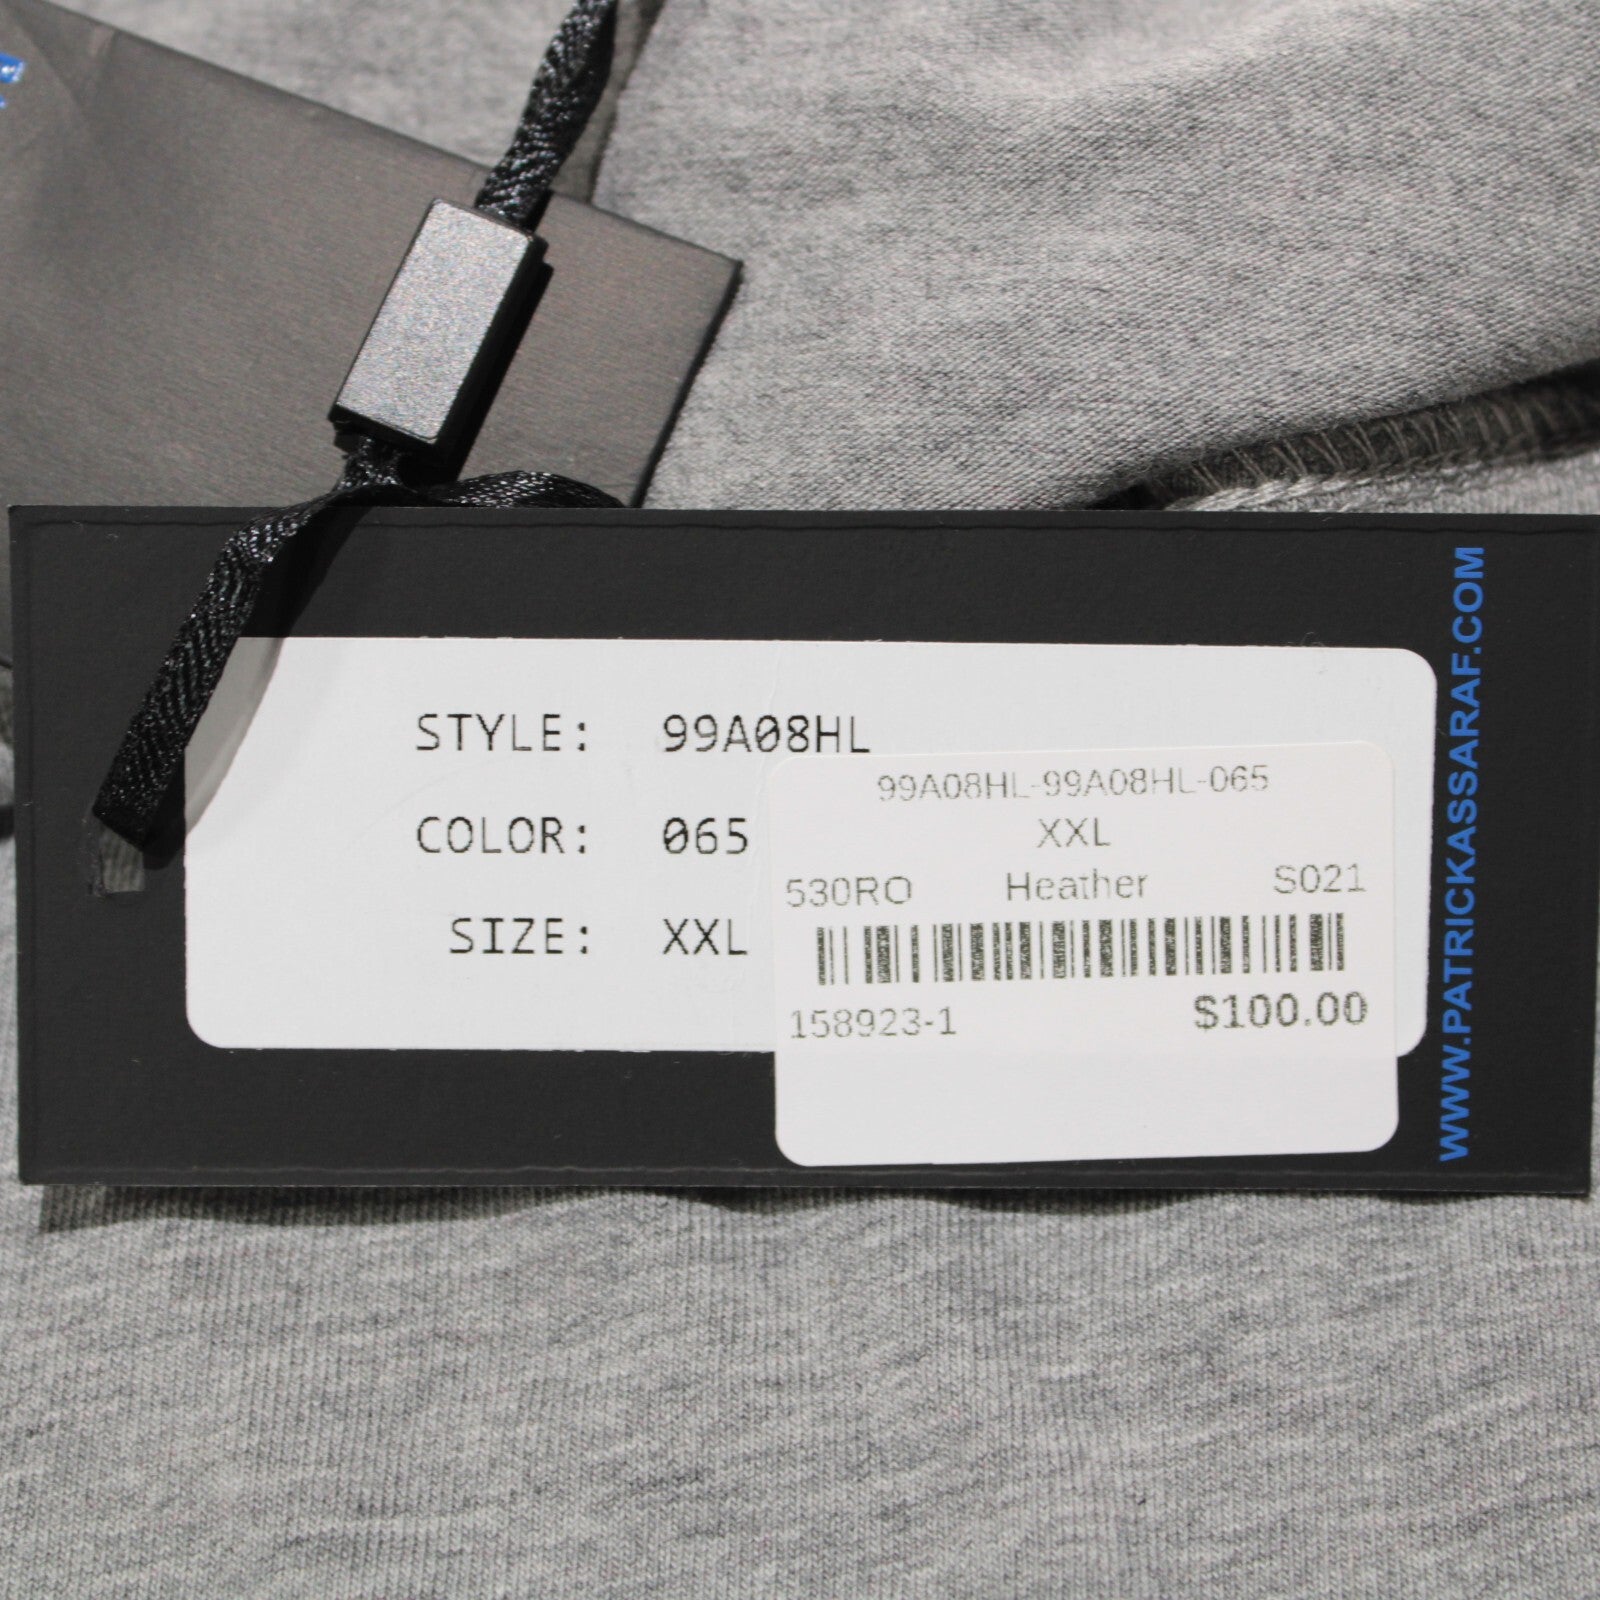 STYLE: 99A08HL
COLOR: 065
SIZE: XXL
99A08HL-99A08HL-065
XXL
530RO Heather S021
158923-1 $100.00
WWW.PATRICKASSARAF.COM